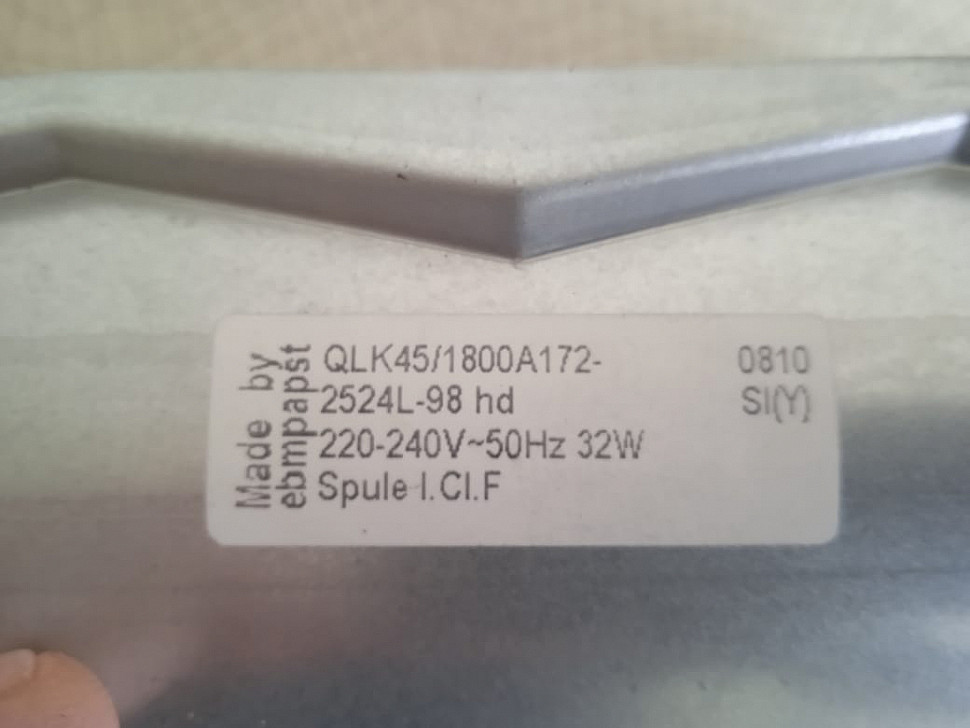 Made by
ebmpapst
QLK45/1800A172-
2524L-98 hd
220-240V~50Hz 32W
Spule I.Cl.F
0810
SI(Y)